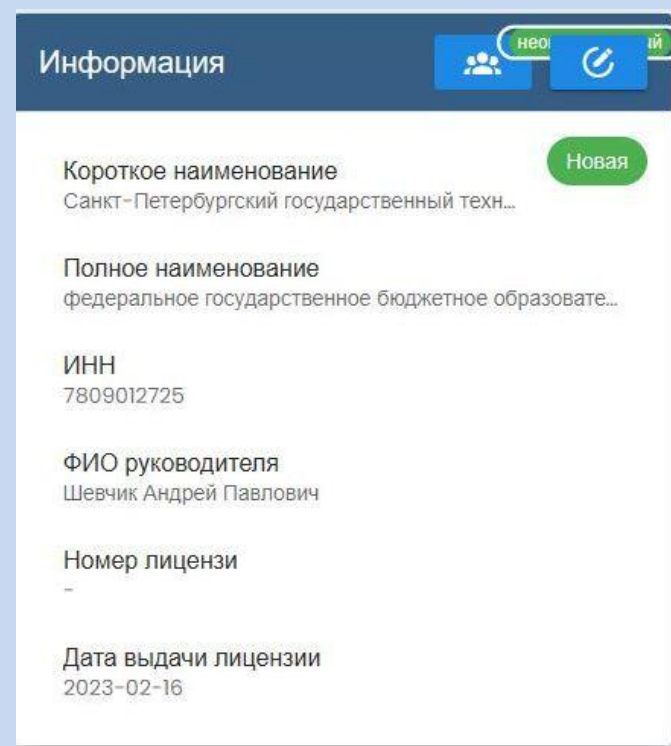 Информация
Новая
Короткое наименование
Санкт-Петербургский государственный техн...
Полное наименование
федеральное государственное бюджетное образовате...
ИНН
7809012725
ФИО руководителя
Шевчик Андрей Павлович
Номер лицензи
-
Дата выдачи лицензии
2023-02-16